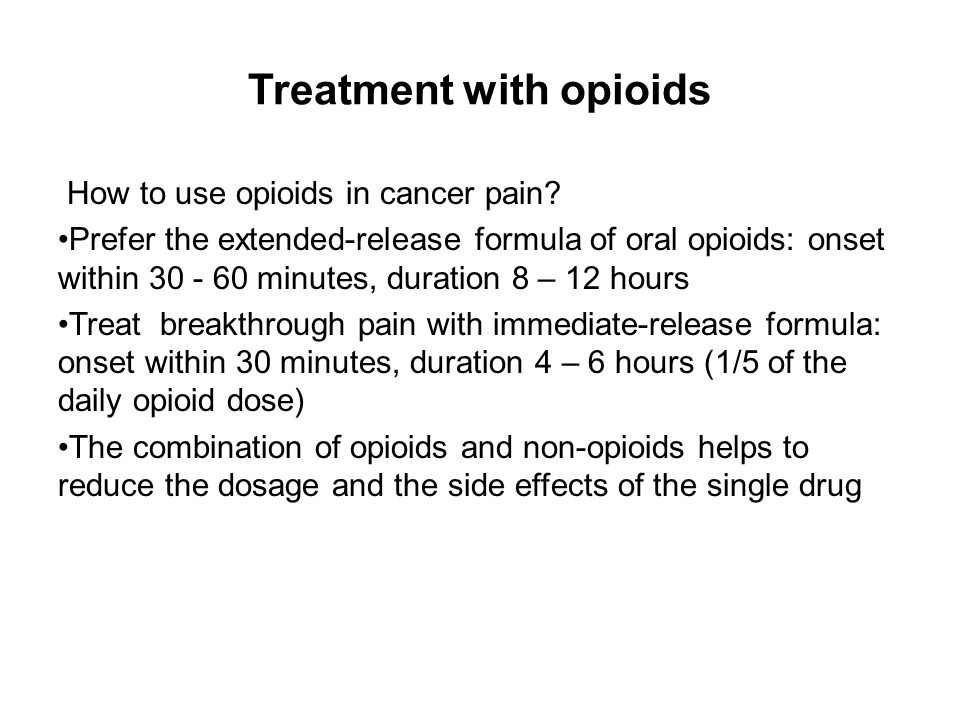 Treatment with opioids
How to use opioids in cancer pain?
•Prefer the extended-release formula of oral opioids: onset
within 30 - 60 minutes, duration 8 – 12 hours
•Treat  breakthrough pain with immediate-release formula:
onset within 30 minutes, duration 4 – 6 hours (1/5 of the
daily opioid dose)
•The combination of opioids and non-opioids helps to
reduce the dosage and the side effects of the single drug